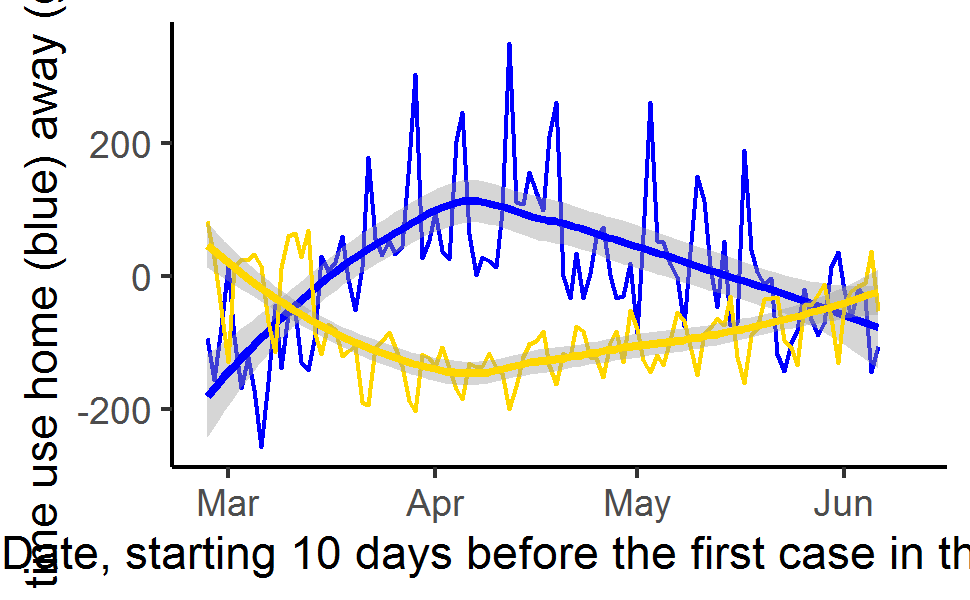 time use home (blue) away (
200
0
-200
Mar Apr May Jun
Date, starting 10 days before the first case in th